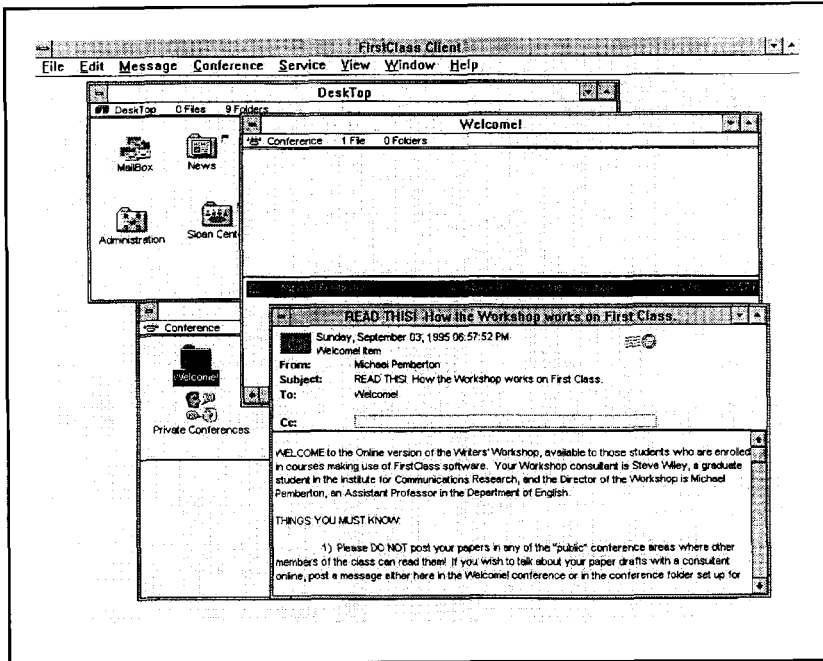 FirstClass Client
File Edit Message Conference Service View Window Help
DeskTop
DeskTop 0 Files 9 Folders
MailBox
News
Administration
Sloan Cent
Welcome!
Conference 1 File 0 Folders
Conference
Welcome!
Private Conferences
READ THIS! How the Workshop works on First Class.
Sunday, September 03, 1995 06:57:52 PM
Welcome! Item
From: Michael Pemberton
Subject: READ THIS! How the Workshop works on First Class.
To: Welcome!
Cc:
WELCOME to the Online version of the Writers' Workshop, available to those students who are enrolled
in courses making use of FirstClass software. Your Workshop consultant is Steve Wiley, a graduate
student in the Institute for Communications Research, and the Director of the Workshop is Michael
Pemberton, an Assistant Professor in the Department of English.
THINGS YOU MUST KNOW:
1) Please DO NOT post your papers in any of the "public" conference areas where other
members of the class can read them! If you wish to talk about your paper drafts with a consultant
online, post a message either here in the Welcome! conference or in the conference folder set up for